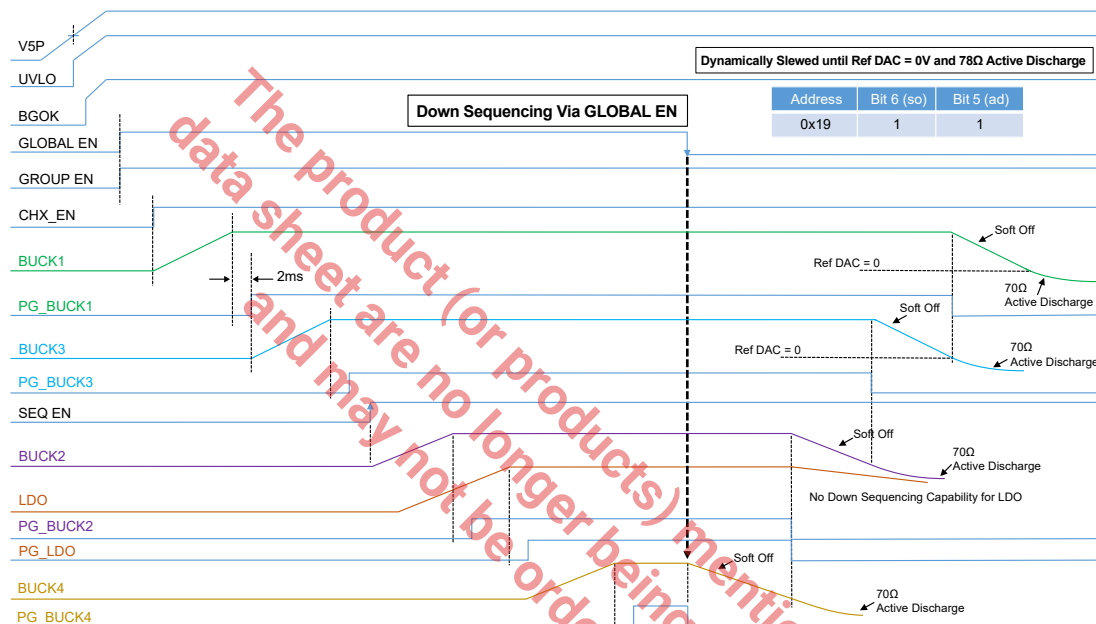 V5P
Dynamically Slewed until Ref DAC = 0V and 78Ω Active Discharge
UVLO
Address Bit 6 (so) Bit 5 (ad)
0x19 1 1
Down Sequencing Via GLOBAL EN
BGOK
GLOBAL EN
GROUP EN
CHX_EN
Soft Off
BUCK1
Ref DAC = 0
2ms
70Ω
Active Discharge
PG_BUCK1
Soft Off
BUCK3
Ref DAC = 0
70Ω
Active Discharge
PG_BUCK3
SEQ EN
Soft Off
BUCK2
70Ω
Active Discharge
LDO
No Down Sequencing Capability for LDO
PG_BUCK2
PG_LDO
Soft Off
BUCK4
70Ω
Active Discharge
PG_BUCK4
The product (or products) mentio
data sheet are no longer being
and may not be orde